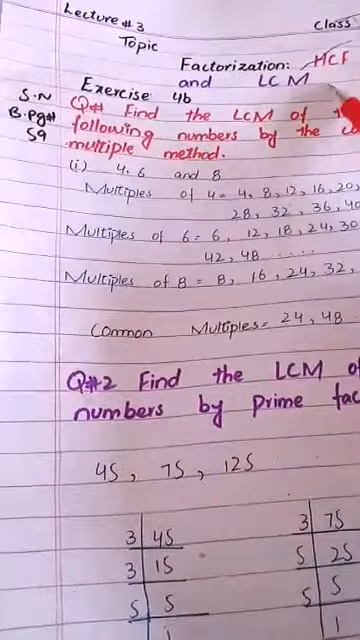 Lecture # 3
Class
Topic
Factorization: HCF
and LCM
Exercise 4b
S.N
B.Pg#
59
Q#1 Find the LCM of
following numbers by the
multiple method.
(i) 4, 6 and 8
Multiples of 4 = 4, 8, 12, 16, 20,
28, 32, 36, 40
Multiples of 6 = 6, 12, 18, 24, 30
42, 48 .....
Multiples of 8 = 8, 16, 24, 32,
Common Multiples = 24, 48
Q#2 Find the LCM of
numbers by prime fac
45, 75, 125
3 45
3 15
5 5
3 75
5 25
5 5
1